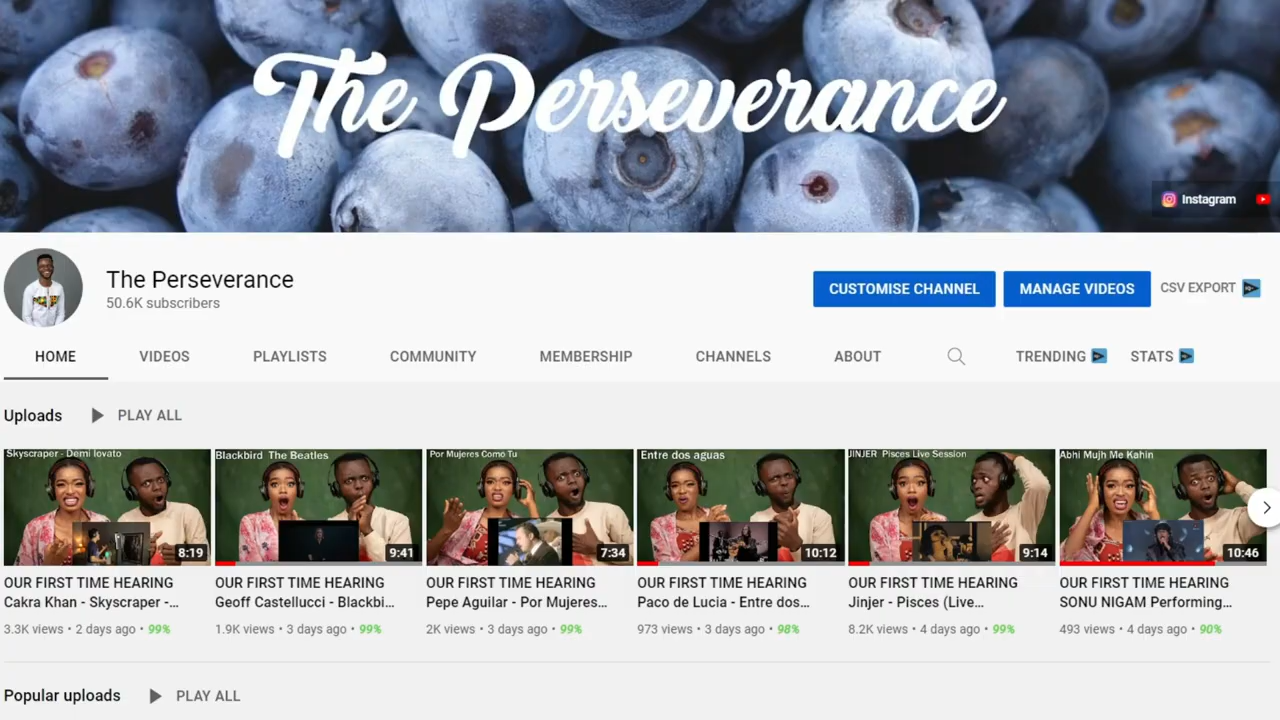 The Perseverance
Instagram
The Perseverance
50.6K subscribers
CUSTOMISE CHANNEL
MANAGE VIDEOS
CSV EXPORT
HOME
VIDEOS
PLAYLISTS
COMMUNITY
MEMBERSHIP
CHANNELS
ABOUT
TRENDING
STATS
Uploads
PLAY ALL
Skyscraper - Demi lovato
8:19
OUR FIRST TIME HEARING
Cakra Khan - Skyscraper -...
3.3K views • 2 days ago • 99%
Blackbird The Beatles
9:41
OUR FIRST TIME HEARING
Geoff Castellucci - Blackbi...
1.9K views • 3 days ago • 99%
Por Mujeres Como Tu
7:34
OUR FIRST TIME HEARING
Pepe Aguilar - Por Mujeres...
2K views • 3 days ago • 99%
Entre dos aguas
10:12
OUR FIRST TIME HEARING
Paco de Lucia - Entre dos...
973 views • 3 days ago • 98%
JINJER Pisces Live Session
9:14
OUR FIRST TIME HEARING
Jinjer - Pisces (Live...
8.2K views • 4 days ago • 99%
Abhi Mujh Me Kahin
10:46
OUR FIRST TIME HEARING
SONU NIGAM Performing...
493 views • 4 days ago • 90%
Popular uploads
PLAY ALL